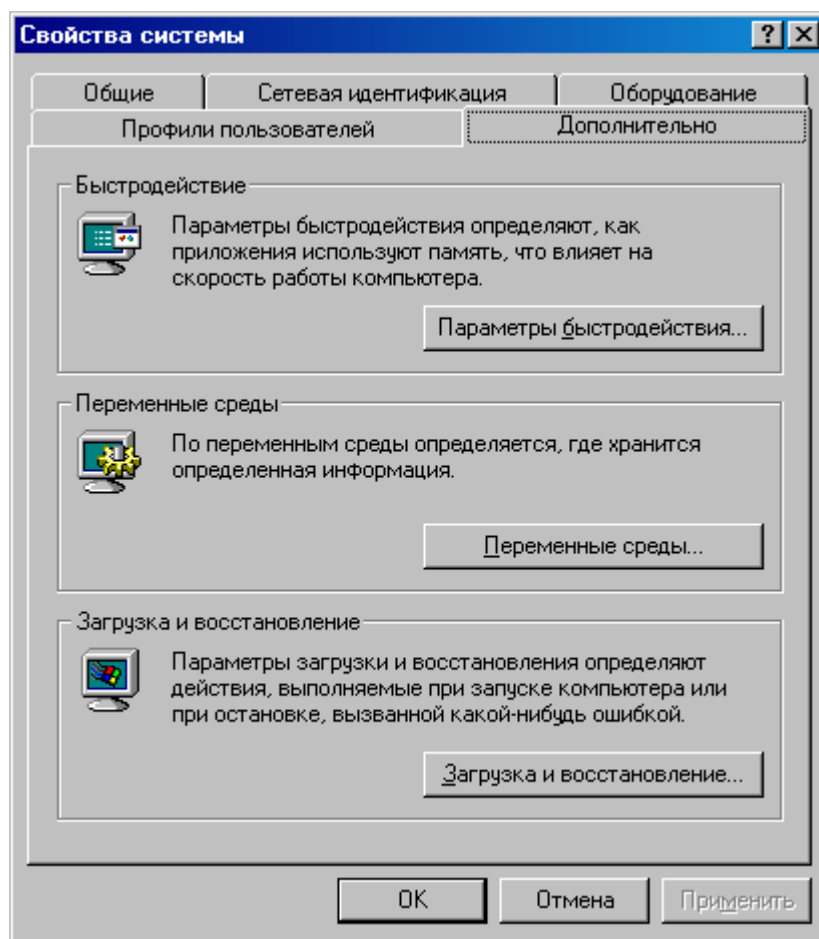 Свойства системы
Общие
Сетевая идентификация
Оборудование
Профили пользователей
Дополнительно
Быстродействие
Параметры быстродействия определяют, как
приложения используют память, что влияет на
скорость работы компьютера.
Параметры быстродействия...
Переменные среды
По переменным среды определяется, где хранится
определенная информация.
Переменные среды...
Загрузка и восстановление
Параметры загрузки и восстановления определяют
действия, выполняемые при запуске компьютера или
при остановке, вызванной какой-нибудь ошибкой.
Загрузка и восстановление...
OK
Отмена
Применить